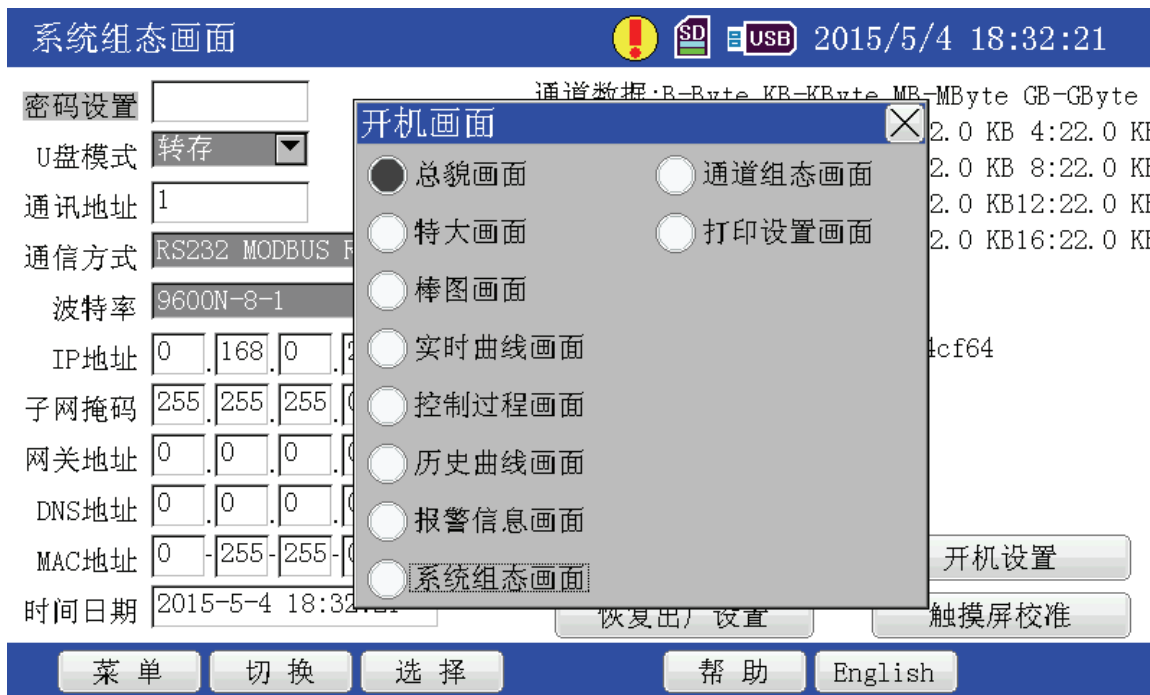 系统组态画面 SD USB 2015/5/4 18:32:21
通道数据:B-Byte KB-KByte MB-MByte GB-GByte
密码设置
U盘模式 转存
通讯地址 1
通信方式 RS232 MODBUS
波特率 9600N-8-1
IP地址 0 .168.0 .
子网掩码 255.255.255.
网关地址 0 .0 .0 .
DNS地址 0 .0 .0 .
MAC地址 0 -255-255-
时间日期 2015-5-4 18:32:21
开机画面
总貌画面 通道组态画面
特大画面 打印设置画面
棒图画面
实时曲线画面
控制过程画面
历史曲线画面
报警信息画面
系统组态画面
2.0 KB 4:22.0 KB
2.0 KB 8:22.0 KB
2.0 KB12:22.0 KB
2.0 KB16:22.0 KB
cf64
开机设置
恢复出厂设置 触摸屏校准
菜 单 切 换 选 择 帮 助 English